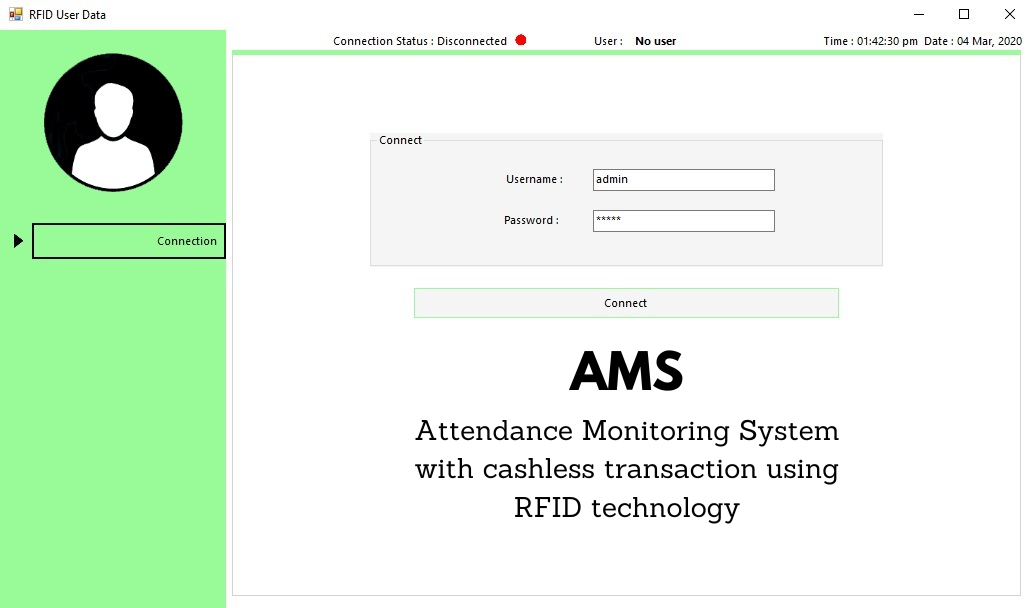 RFID User Data
Connection Status : Disconnected
User : No user
Time : 01:42:30 pm Date : 04 Mar, 2020
Connection
Connect
Username : admin
Password : *****
Connect
AMS
Attendance Monitoring System
with cashless transaction using
RFID technology